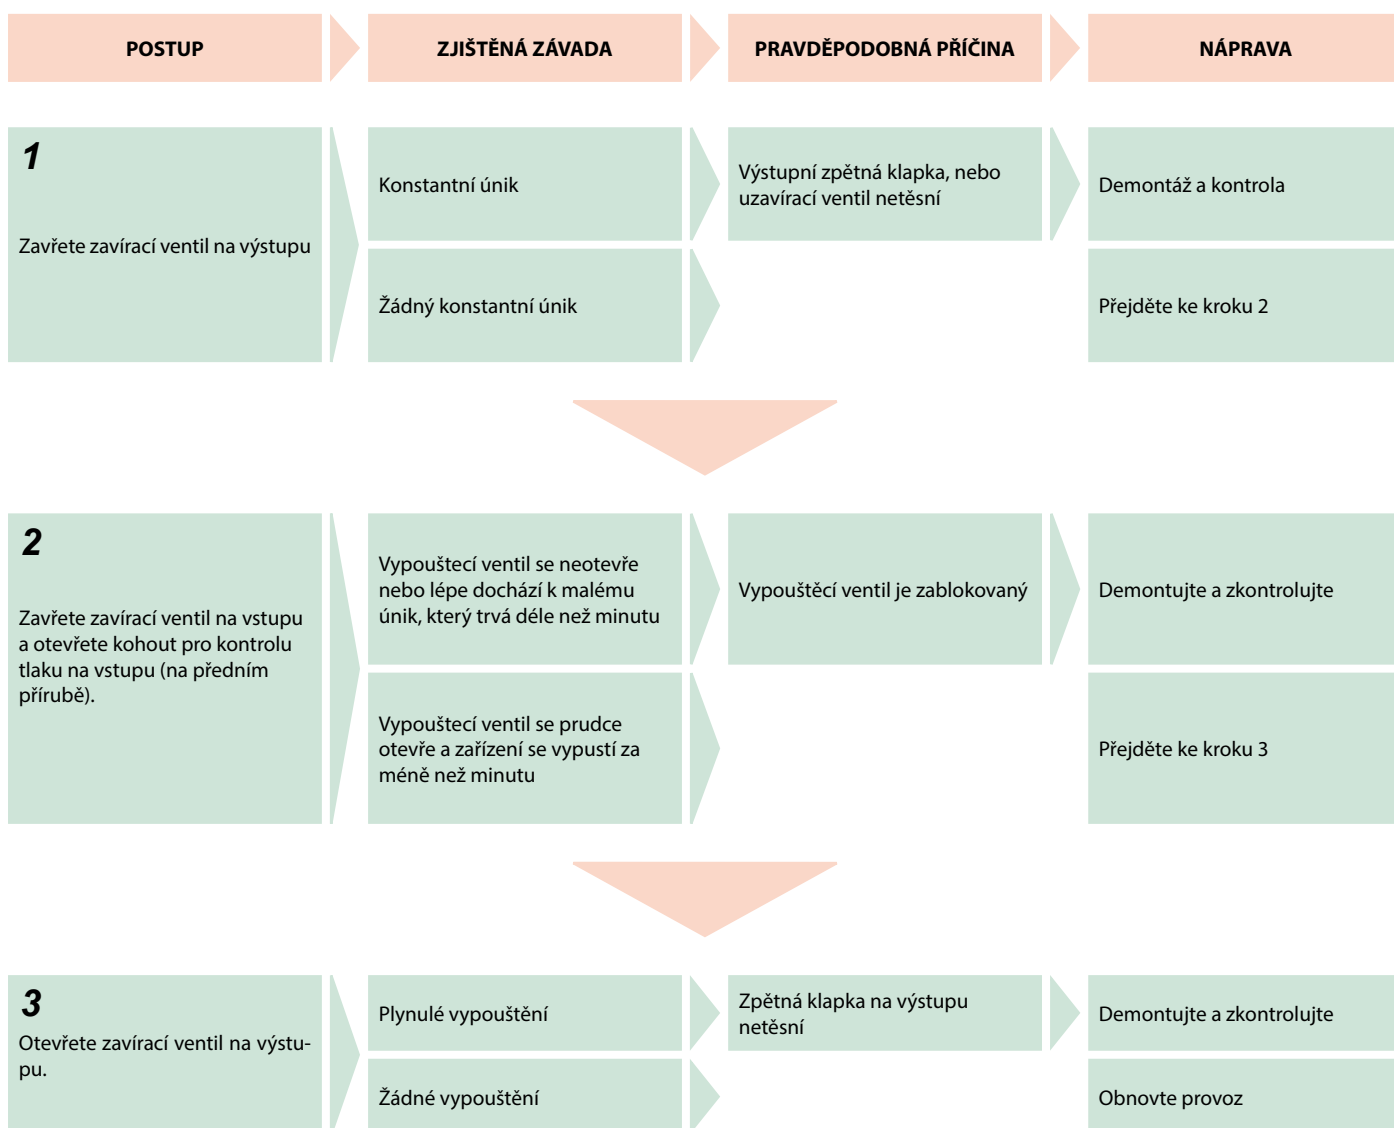 POSTUP
ZJIŠTĚNÁ ZÁVADA
PRAVDĚPODOBNÁ PŘÍČINA
NÁPRAVA
1
Zavřete zavírací ventil na výstupu
Konstantní únik
Výstupní zpětná klapka, nebo
uzavírací ventil netěsní
Demontáž a kontrola
Žádný konstantní únik
Přejděte ke kroku 2
2
Zavřete zavírací ventil na vstupu
a otevřete kohout pro kontrolu
tlaku na vstupu (na předním
přírubě).
Vypouštecí ventil se neotevře
nebo lépe dochází k malému
únik, který trvá déle než minutu
Vypouštěcí ventil je zablokovaný
Demontujte a zkontrolujte
Vypouštecí ventil se prudce
otevře a zařízení se vypustí za
méně než minutu
Přejděte ke kroku 3
3
Otevřete zavírací ventil na výstu-
pu.
Plynulé vypouštění
Zpětná klapka na výstupu
netěsní
Demontujte a zkontrolujte
Žádné vypouštění
Obnovte provoz